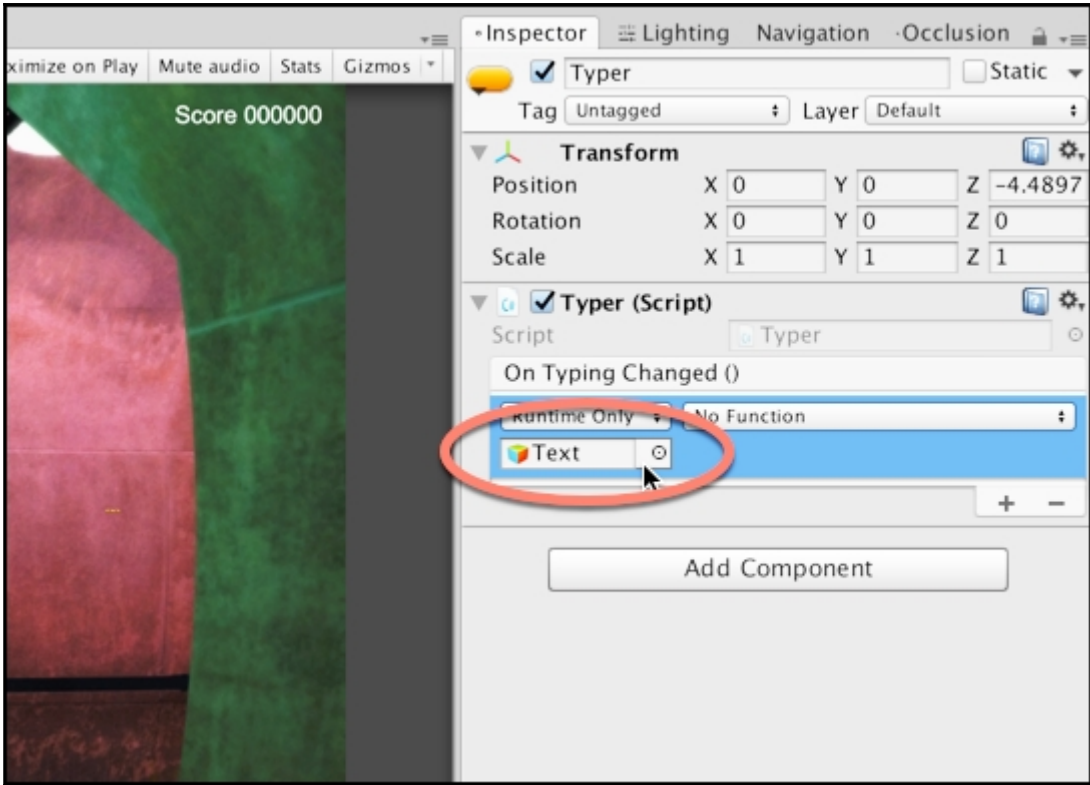 Inspector Lighting Navigation Occlusion
ximize on Play Mute audio Stats Gizmos
Typer Static
Tag Untagged Layer Default
Score 000000
Transform
Position X 0 Y 0 Z -4.4897
Rotation X 0 Y 0 Z 0
Scale X 1 Y 1 Z 1
Typer (Script)
Script Typer
On Typing Changed ()
Runtime Only No Function
Text
+ −
Add Component